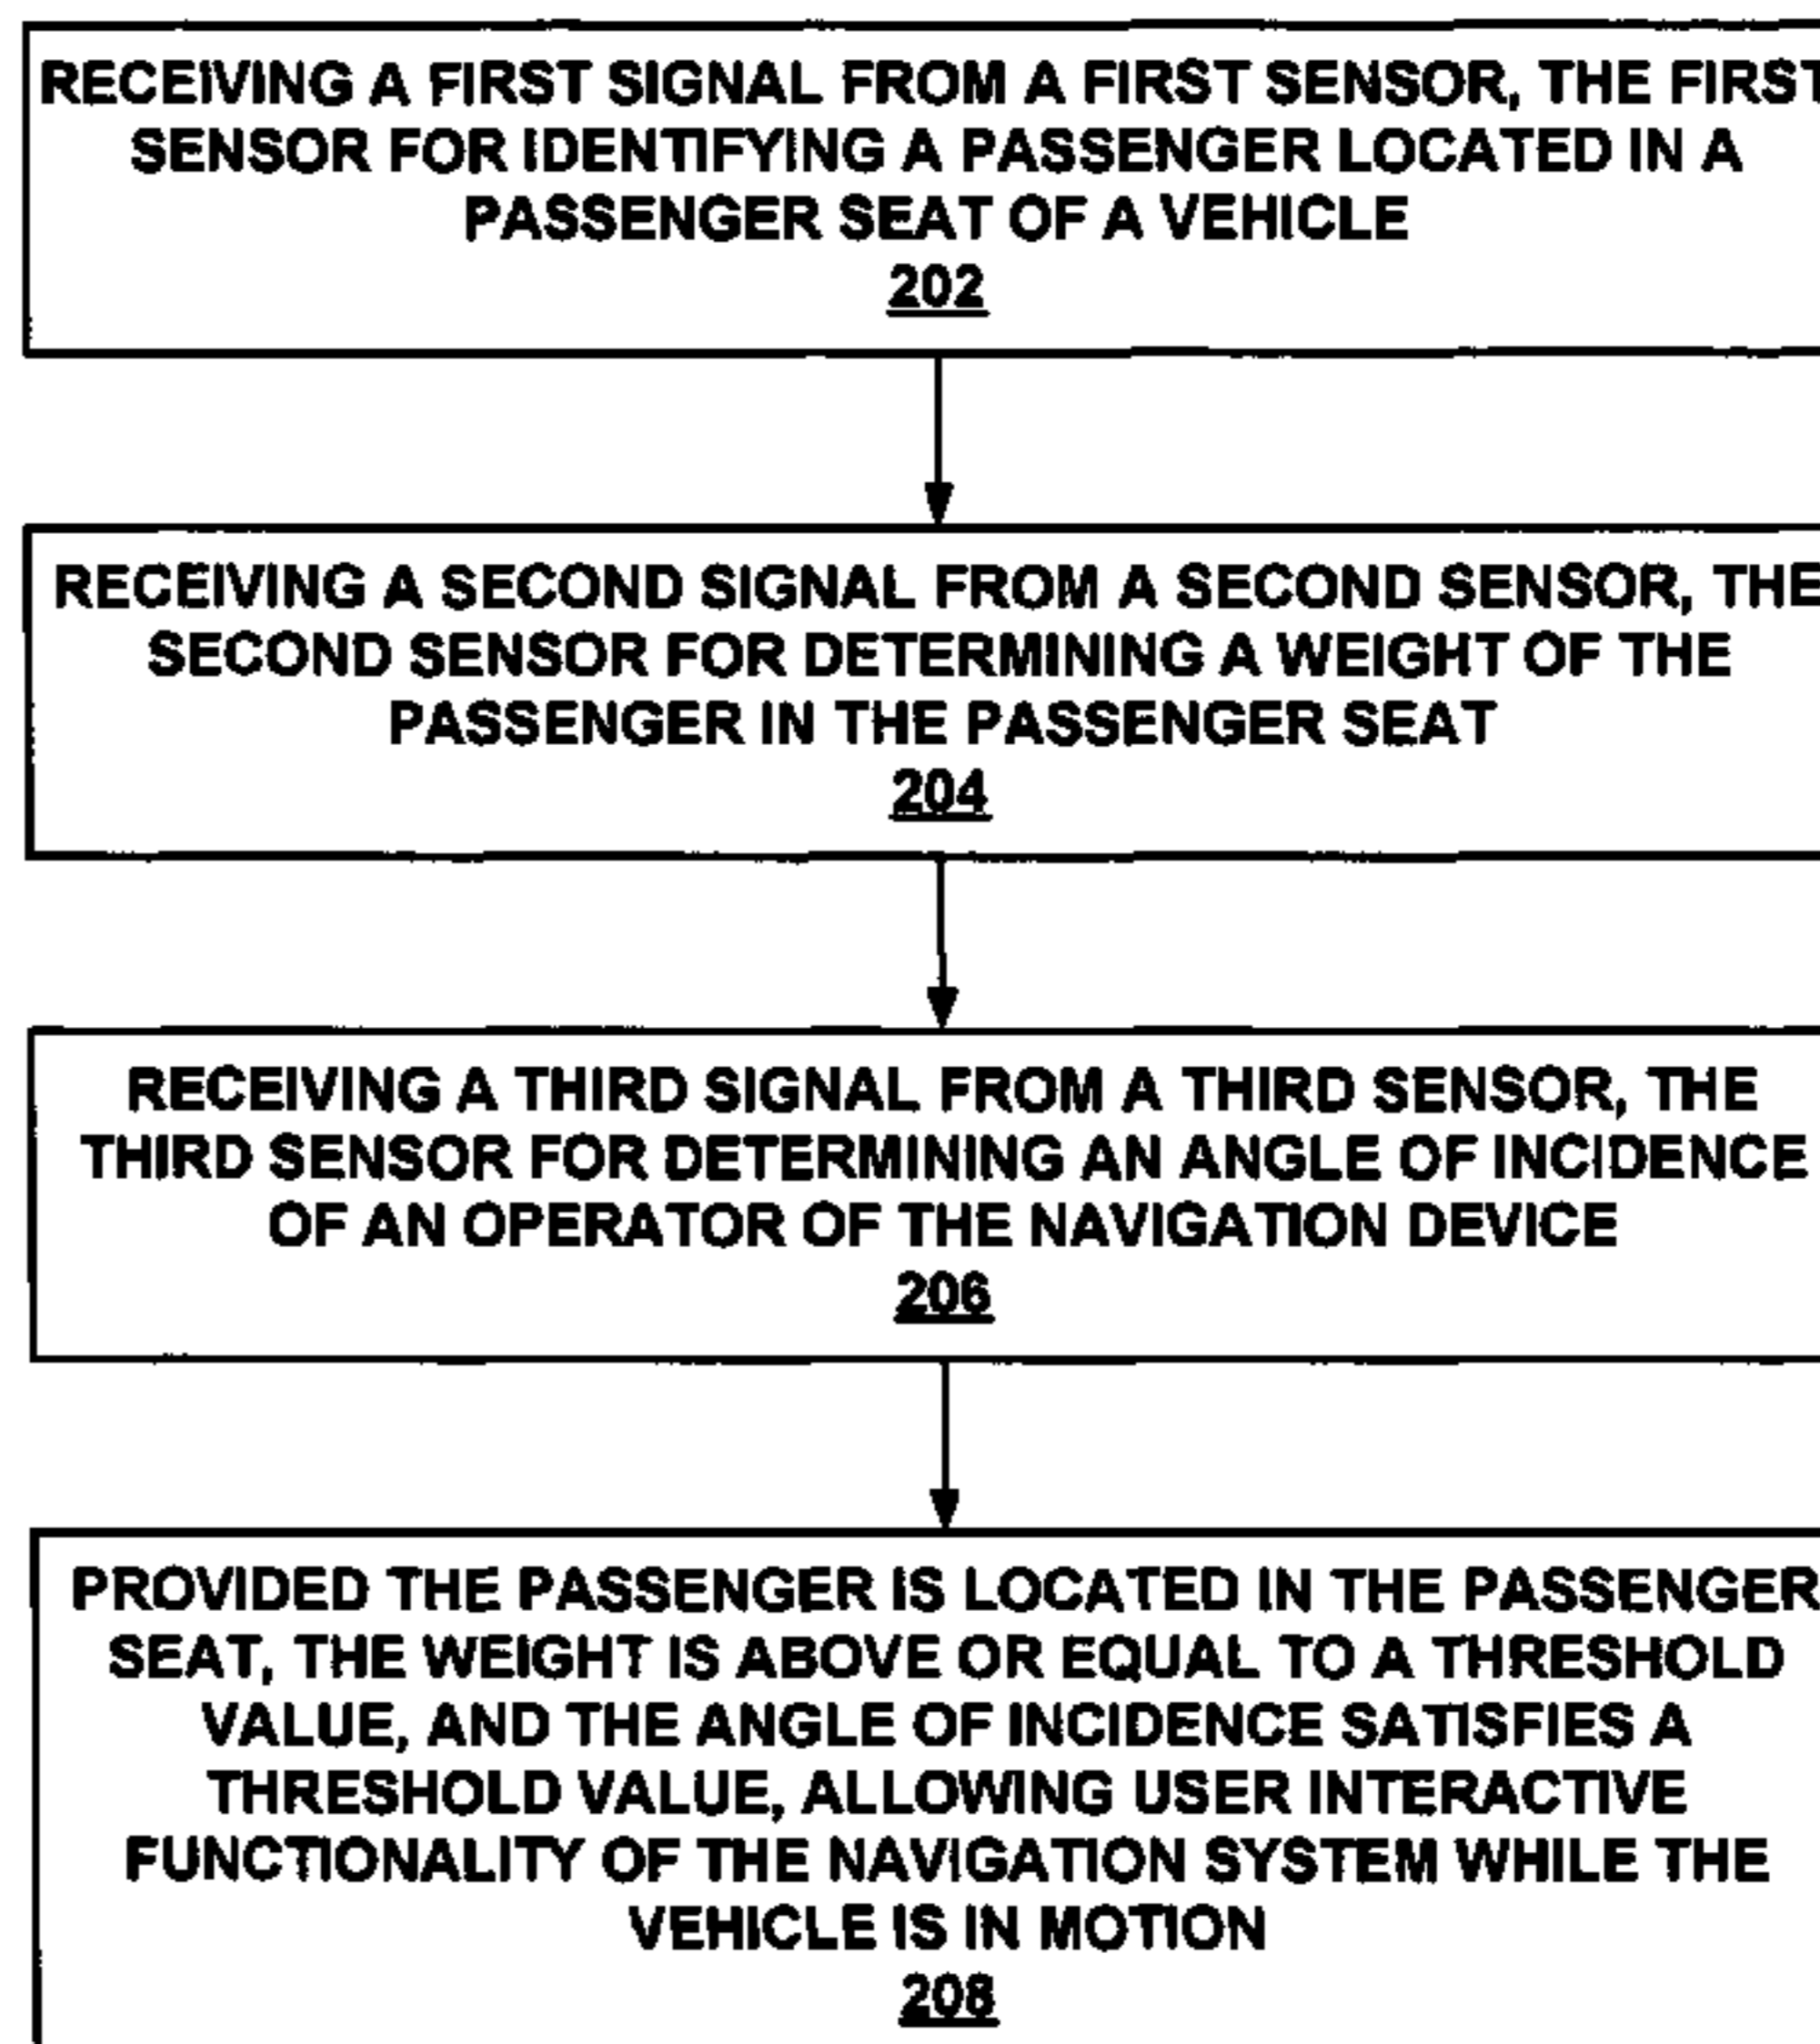 RECEIVING A FIRST SIGNAL FROM A FIRST SENSOR, THE FIRST
SENSOR FOR IDENTIFYING A PASSENGER LOCATED IN A
PASSENGER SEAT OF A VEHICLE
202
RECEIVING A SECOND SIGNAL FROM A SECOND SENSOR, THE
SECOND SENSOR FOR DETERMINING A WEIGHT OF THE
PASSENGER IN THE PASSENGER SEAT
204
RECEIVING A THIRD SIGNAL FROM A THIRD SENSOR, THE
THIRD SENSOR FOR DETERMINING AN ANGLE OF INCIDENCE
OF AN OPERATOR OF THE NAVIGATION DEVICE
206
PROVIDED THE PASSENGER IS LOCATED IN THE PASSENGER
SEAT, THE WEIGHT IS ABOVE OR EQUAL TO A THRESHOLD
VALUE, AND THE ANGLE OF INCIDENCE SATISFIES A
THRESHOLD VALUE, ALLOWING USER INTERACTIVE
FUNCTIONALITY OF THE NAVIGATION SYSTEM WHILE THE
VEHICLE IS IN MOTION
208